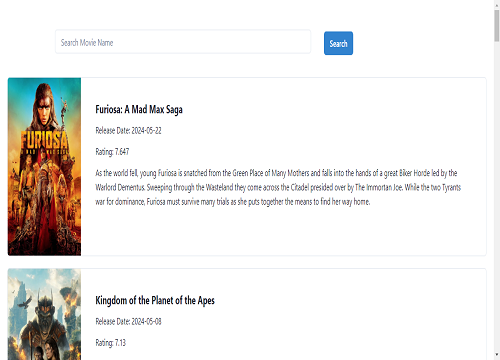 Search Movie Name
Search
FURIOSA
Furiosa: A Mad Max Saga
Release Date: 2024-05-22
Rating: 7.647
As the world fell, young Furiosa is snatched from the Green Place of Many Mothers and falls into the hands of a great Biker Horde led by the
Warlord Dementus. Sweeping through the Wasteland they come across the Citadel presided over by The Immortan Joe. While the two Tyrants
war for dominance, Furiosa must survive many trials as she puts together the means to find her way home.
Kingdom of the Planet of the Apes
Release Date: 2024-05-08
Rating: 7.13